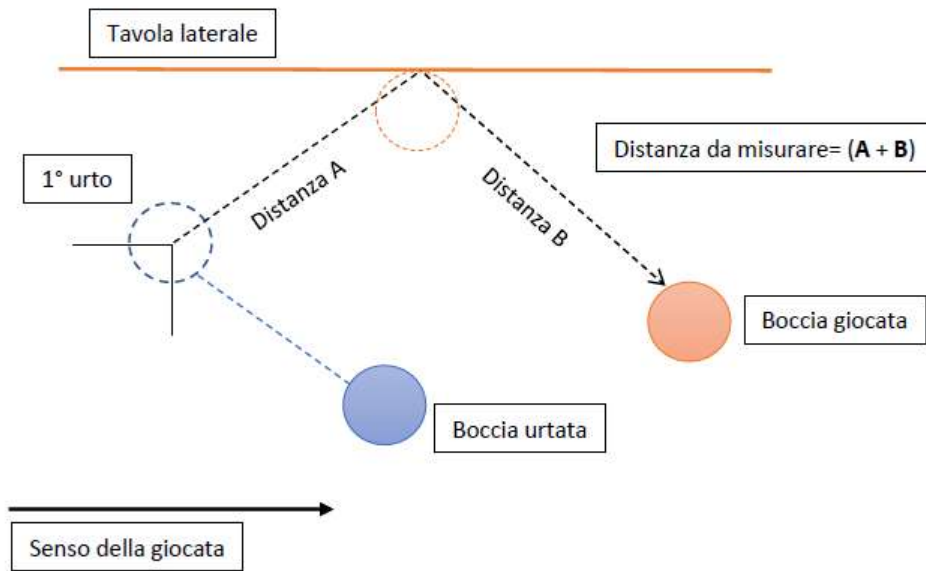 Tavola laterale
Distanza da misurare= (A + B)
1° urto
Distanza A
Distanza B
Boccia giocata
Boccia urtata
Senso della giocata